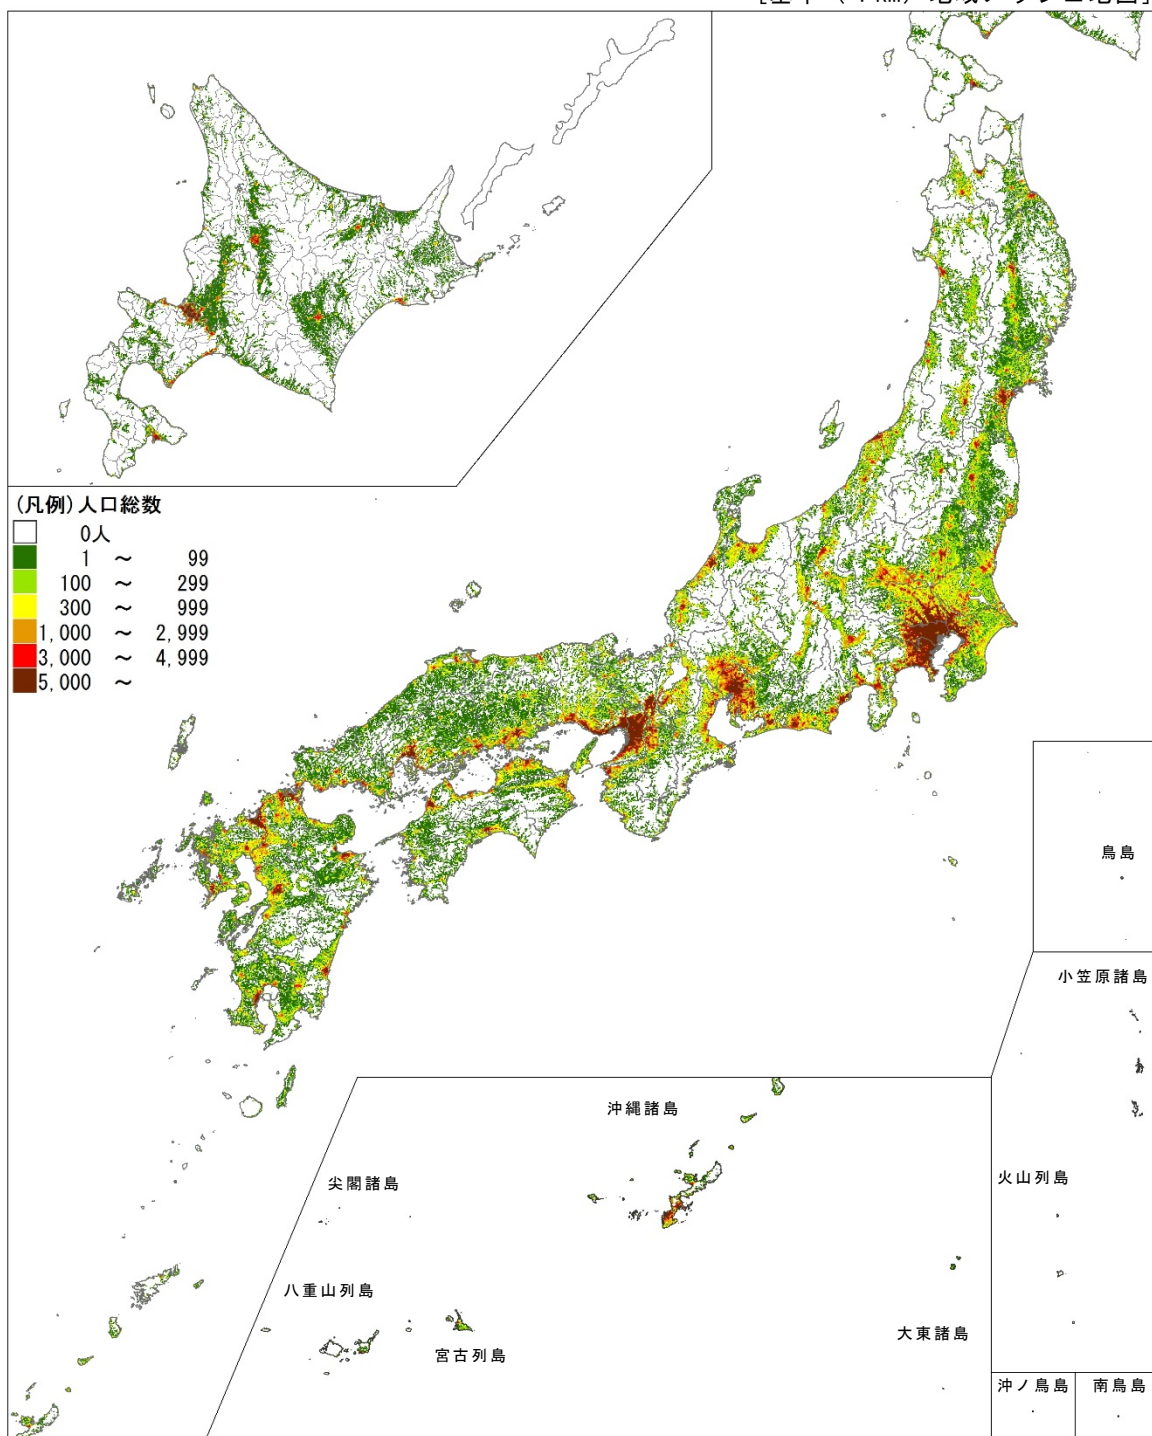 (凡例)人口総数
0人
1 ～ 99
100 ～ 299
300 ～ 999
1,000 ～ 2,999
3,000 ～ 4,999
5,000 ～
鳥島
小笠原諸島
沖縄諸島
火山列島
尖閣諸島
八重山列島
大東諸島
宮古列島
沖ノ鳥島
南鳥島